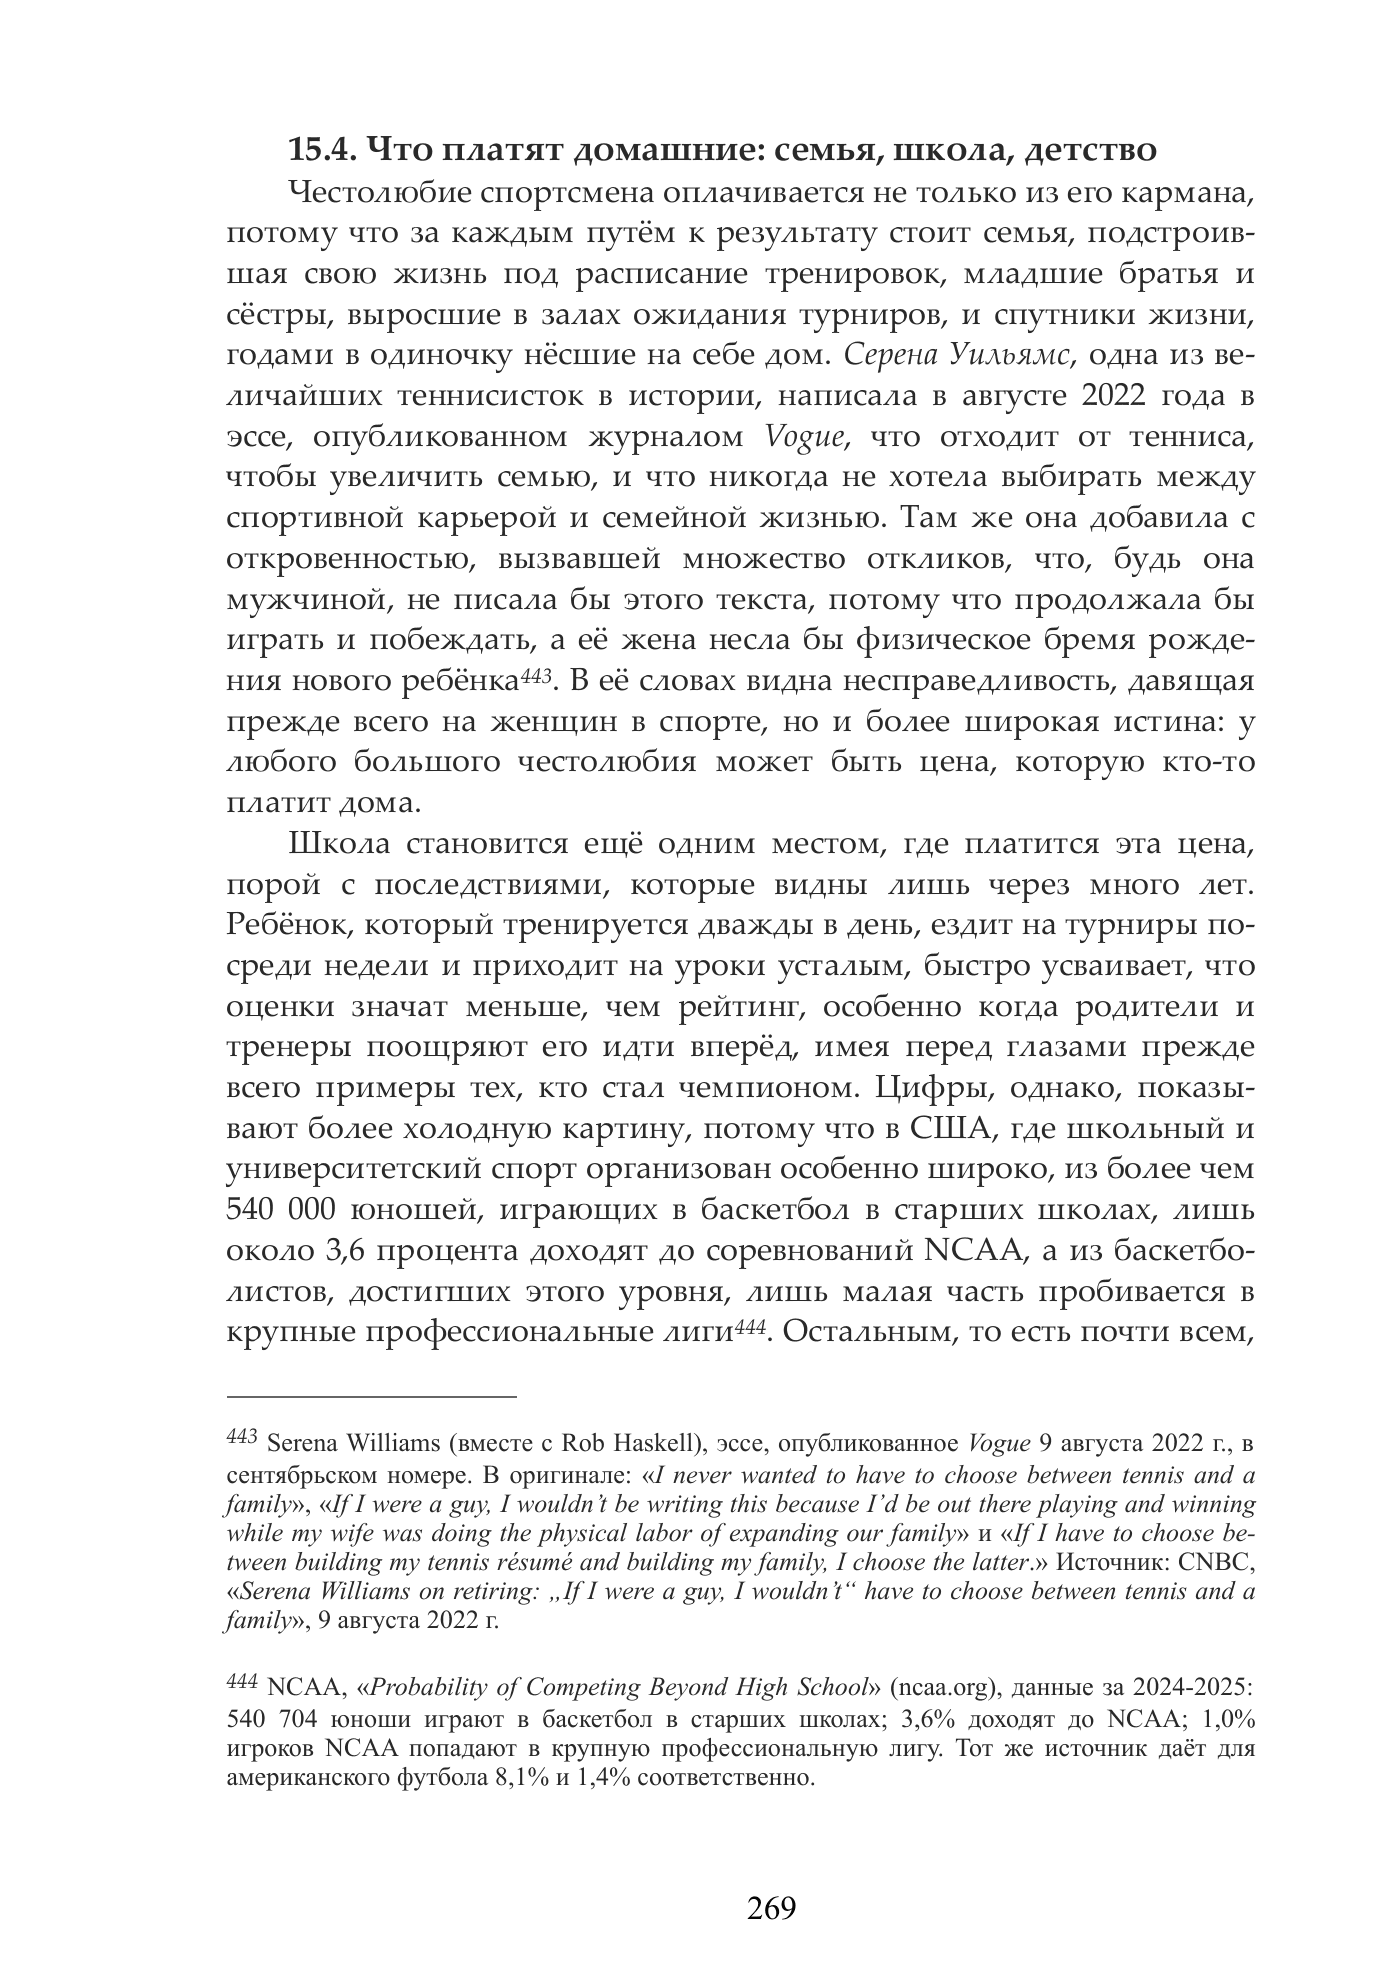 15.4. Что платят домашние: семья, школа, детство
Честолюбие спортсмена оплачивается не только из его кармана,
потому что за каждым путём к результату стоит семья, подстроив-
шая свою жизнь под расписание тренировок, младшие братья и
сёстры, выросшие в залах ожидания турниров, и спутники жизни,
годами в одиночку нёсшие на себе дом. Серена Уильямс, одна из ве-
личайших теннисисток в истории, написала в августе 2022 года в
эссе, опубликованном журналом Vogue, что отходит от тенниса,
чтобы увеличить семью, и что никогда не хотела выбирать между
спортивной карьерой и семейной жизнью. Там же она добавила с
откровенностью, вызвавшей множество откликов, что, будь она
мужчиной, не писала бы этого текста, потому что продолжала бы
играть и побеждать, а её жена несла бы физическое бремя рожде-
ния нового ребёнка443. В её словах видна несправедливость, давящая
прежде всего на женщин в спорте, но и более широкая истина: у
любого большого честолюбия может быть цена, которую кто-то
платит дома.
Школа становится ещё одним местом, где платится эта цена,
порой с последствиями, которые видны лишь через много лет.
Ребёнок, который тренируется дважды в день, ездит на турниры по-
среди недели и приходит на уроки усталым, быстро усваивает, что
оценки значат меньше, чем рейтинг, особенно когда родители и
тренеры поощряют его идти вперёд, имея перед глазами прежде
всего примеры тех, кто стал чемпионом. Цифры, однако, показы-
вают более холодную картину, потому что в США, где школьный и
университетский спорт организован особенно широко, из более чем
540 000 юношей, играющих в баскетбол в старших школах, лишь
около 3,6 процента доходят до соревнований NCAA, а из баскетбо-
листов, достигших этого уровня, лишь малая часть пробивается в
крупные профессиональные лиги444. Остальным, то есть почти всем,
443 Serena Williams (вместе с Rob Haskell), эссе, опубликованное Vogue 9 августа 2022 г., в
сентябрьском номере. В оригинале: «I never wanted to have to choose between tennis and a
family», «If I were a guy, I wouldn’t be writing this because I’d be out there playing and winning
while my wife was doing the physical labor of expanding our family» и «If I have to choose be-
tween building my tennis résumé and building my family, I choose the latter.» Источник: CNBC,
«Serena Williams on retiring: „If I were a guy, I wouldn’t“ have to choose between tennis and a
family», 9 августа 2022 г.
444 NCAA, «Probability of Competing Beyond High School» (ncaa.org), данные за 2024-2025:
540 704 юноши играют в баскетбол в старших школах; 3,6% доходят до NCAA; 1,0%
игроков NCAA попадают в крупную профессиональную лигу. Тот же источник даёт для
американского футбола 8,1% и 1,4% соответственно.
269